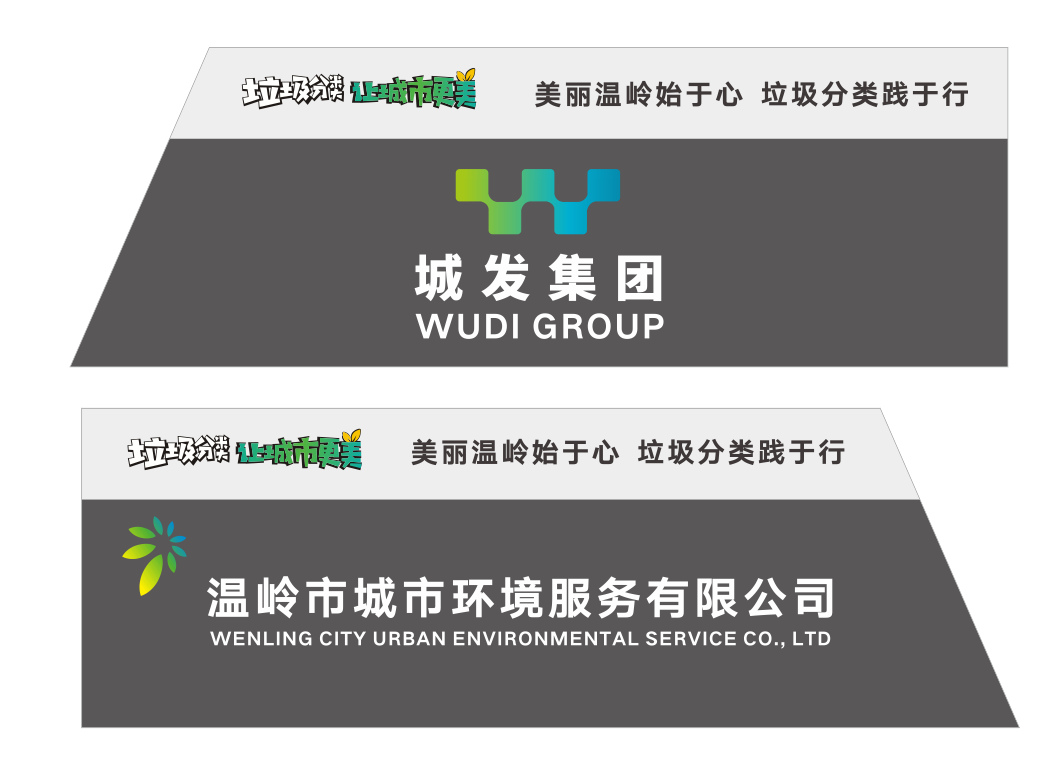 垃圾分类 让城市更美 美丽温岭始于心 垃圾分类践于行
城发集团
WUDI GROUP
垃圾分类 让城市更美 美丽温岭始于心 垃圾分类践于行
温岭市城市环境服务有限公司
WENLING CITY URBAN ENVIRONMENTAL SERVICE CO., LTD